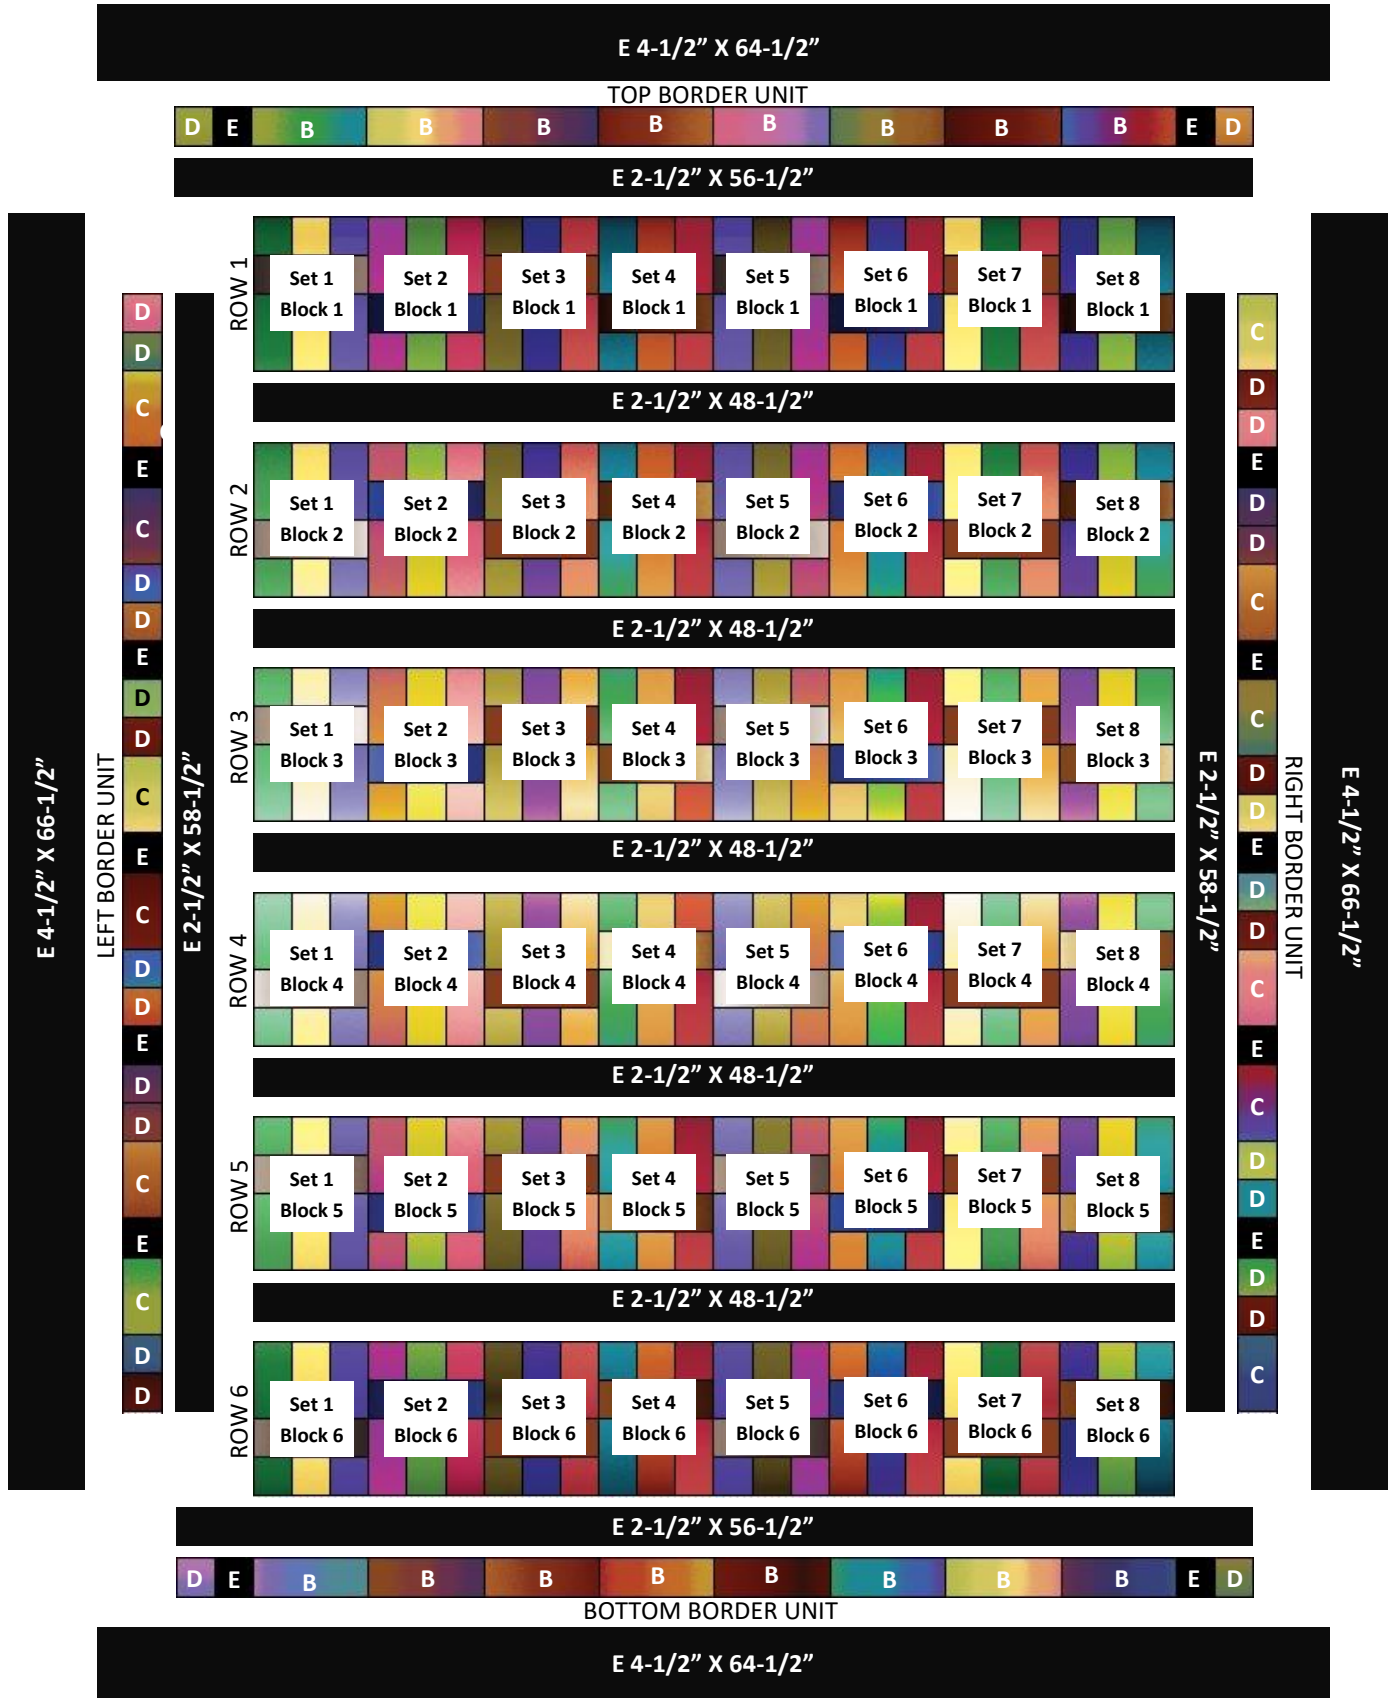 E 4-1/2” X 64-1/2”
TOP BORDER UNIT
D E B B B B B B B B E D
E 2-1/2” X 56-1/2”
ROW 1
Set 1 Set 2 Set 3 Set 4 Set 5 Set 6 Set 7 Set 8
Block 1 Block 1 Block 1 Block 1 Block 1 Block 1 Block 1 Block 1
E 2-1/2” X 48-1/2”
ROW 2
Set 1 Set 2 Set 3 Set 4 Set 5 Set 6 Set 7 Set 8
Block 2 Block 2 Block 2 Block 2 Block 2 Block 2 Block 2 Block 2
E 2-1/2” X 48-1/2”
ROW 3
Set 1 Set 2 Set 3 Set 4 Set 5 Set 6 Set 7 Set 8
Block 3 Block 3 Block 3 Block 3 Block 3 Block 3 Block 3 Block 3
E 2-1/2” X 48-1/2”
ROW 4
Set 1 Set 2 Set 3 Set 4 Set 5 Set 6 Set 7 Set 8
Block 4 Block 4 Block 4 Block 4 Block 4 Block 4 Block 4 Block 4
E 2-1/2” X 48-1/2”
ROW 5
Set 1 Set 2 Set 3 Set 4 Set 5 Set 6 Set 7 Set 8
Block 5 Block 5 Block 5 Block 5 Block 5 Block 5 Block 5 Block 5
E 2-1/2” X 48-1/2”
ROW 6
Set 1 Set 2 Set 3 Set 4 Set 5 Set 6 Set 7 Set 8
Block 6 Block 6 Block 6 Block 6 Block 6 Block 6 Block 6 Block 6
E 2-1/2” X 56-1/2”
D E B B B B B B B B E D
BOTTOM BORDER UNIT
E 4-1/2” X 64-1/2”
E 4-1/2” X 66-1/2”
LEFT BORDER UNIT
D
D
C
E
C
D
D
E
D
D
C
E
C
D
D
E
D
D
C
E
C
D
D
E 2-1/2” X 58-1/2”
E 2-1/2” X 58-1/2”
C
D
D
E
D
D
C
E
C
D
D
E
D
D
C
E
C
D
D
E
D
D
C
RIGHT BORDER UNIT
E 4-1/2” X 66-1/2”